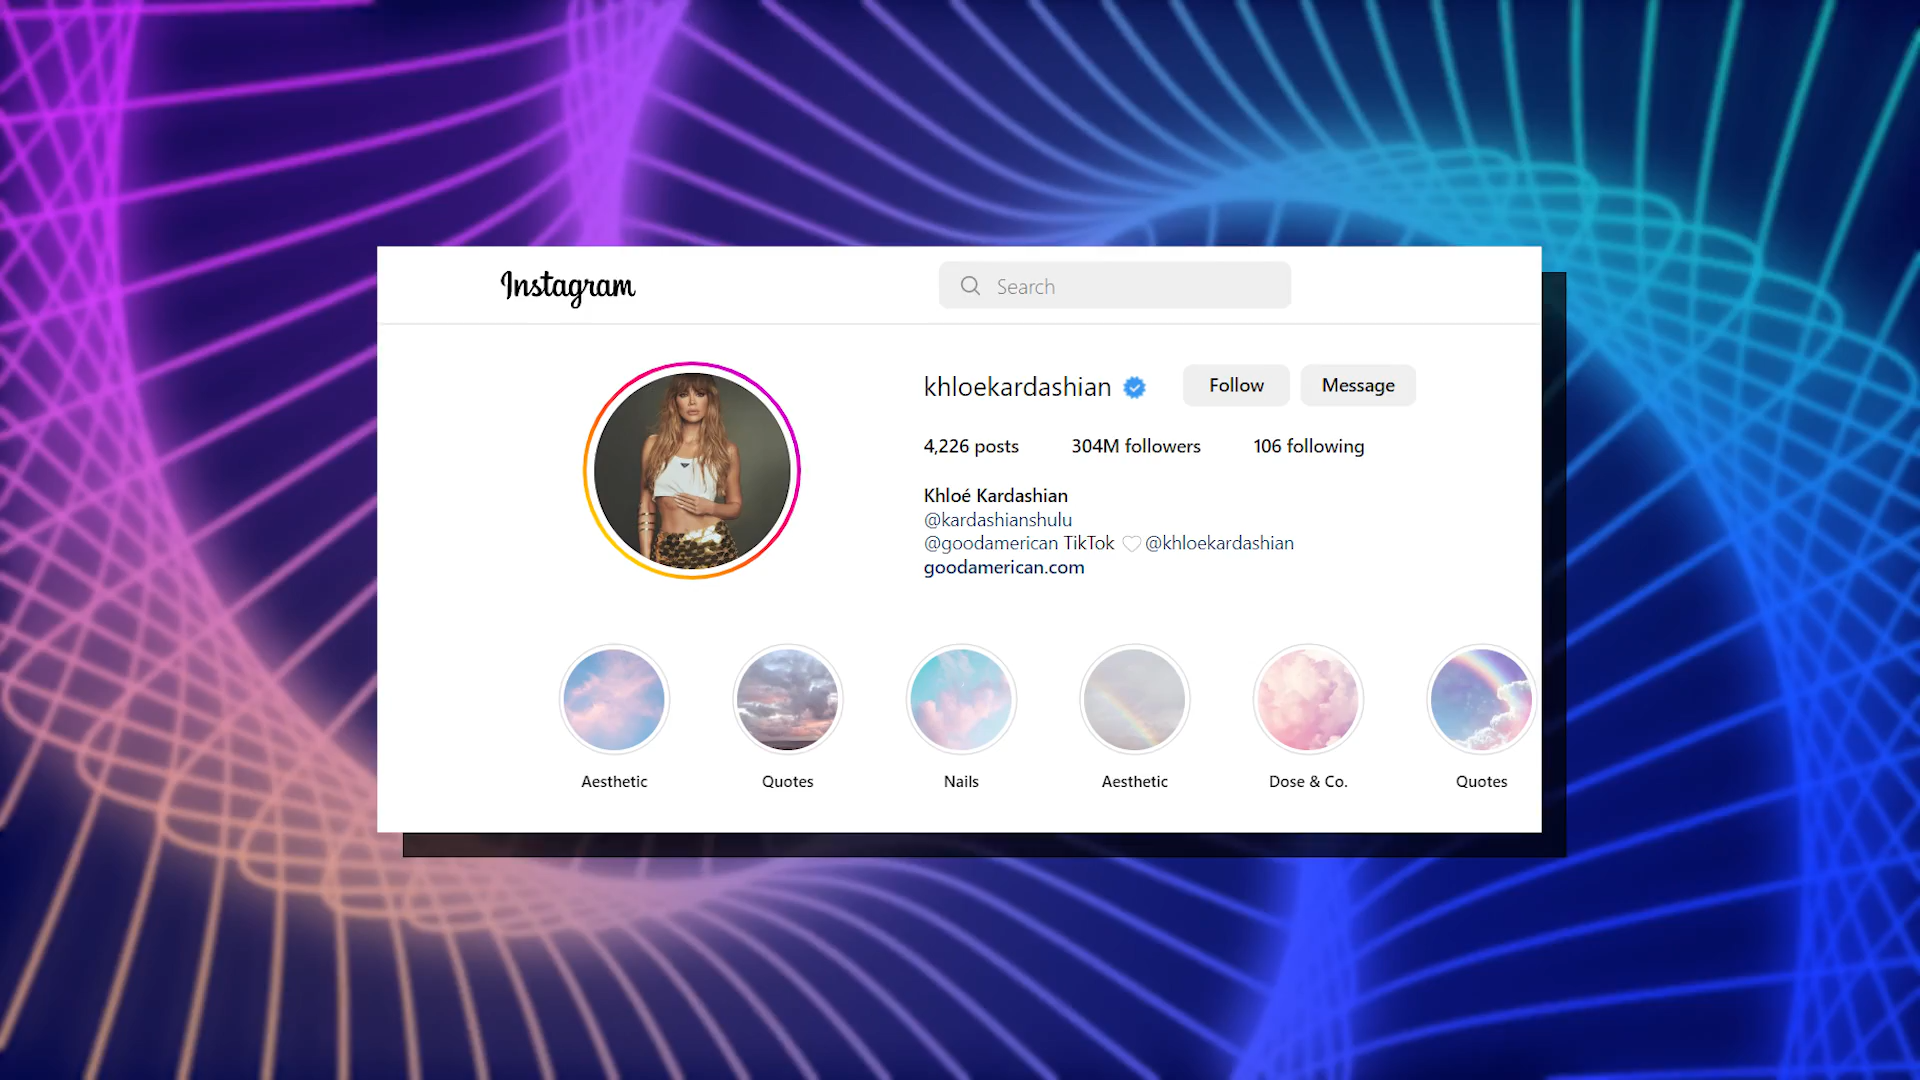 Instagram
Search
khloekardashian
Follow
Message
4,226 posts
304M followers
106 following
Khloé Kardashian
@kardashianshulu
@goodamerican TikTok 🤍@khloekardashian
goodamerican.com
Aesthetic
Quotes
Nails
Aesthetic
Dose & Co.
Quotes